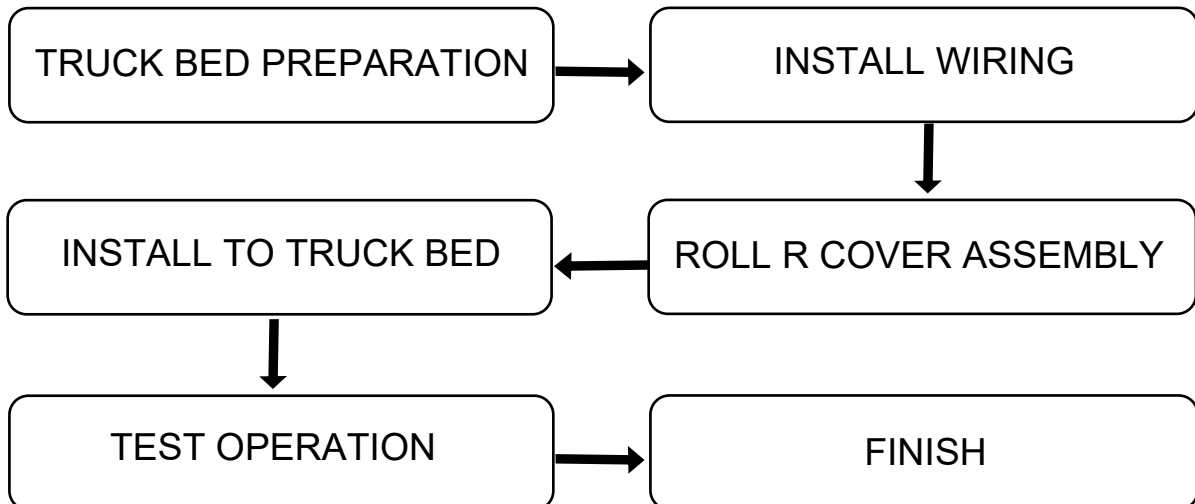 TRUCK BED PREPARATION
INSTALL WIRING
ROLL R COVER ASSEMBLY
INSTALL TO TRUCK BED
TEST OPERATION
FINISH